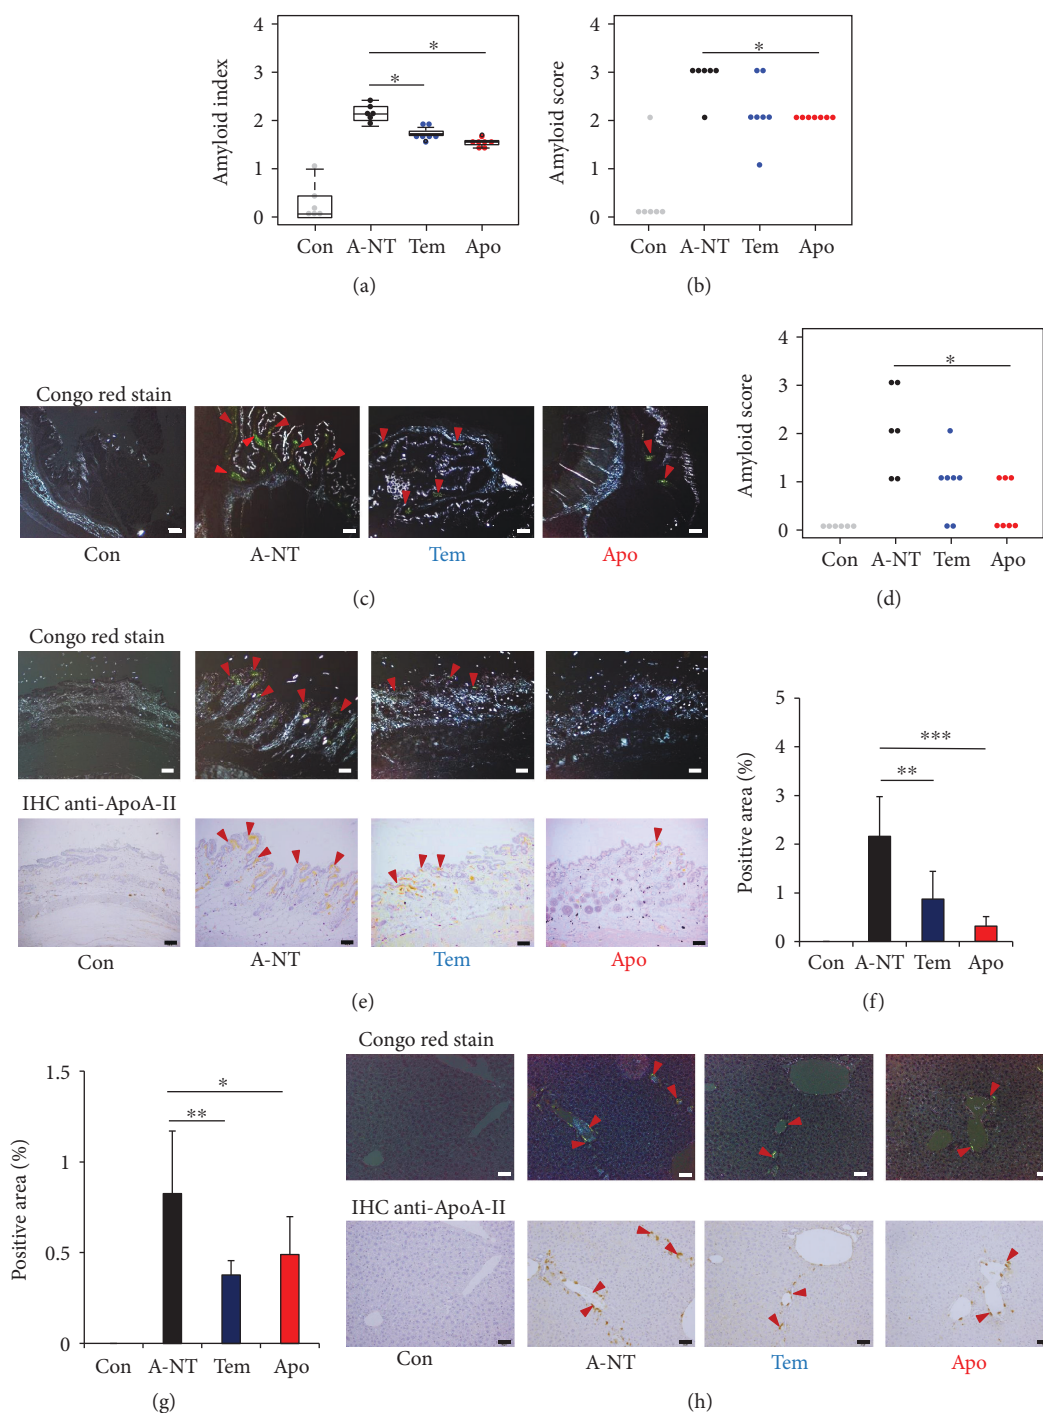 4
3
2
1
0
Amyloid index
*
*
Con A-NT Tem Apo
(a)
4
3
2
1
0
Amyloid score
*
Con A-NT Tem Apo
(b)
Congo red stain
Con A-NT Tem Apo
(c)
4
3
2
1
0
Amyloid score
*
Con A-NT Tem Apo
(d)
Congo red stain
IHC anti-ApoA-II
Con A-NT Tem Apo
(e)
5
4
3
2
1
0
Positive area (%)
***
**
Con A-NT Tem Apo
(f)
1.5
1
0.5
0
Positive area (%)
*
**
Con A-NT Tem Apo
(g)
Congo red stain
IHC anti-ApoA-II
Con A-NT Tem Apo
(h)